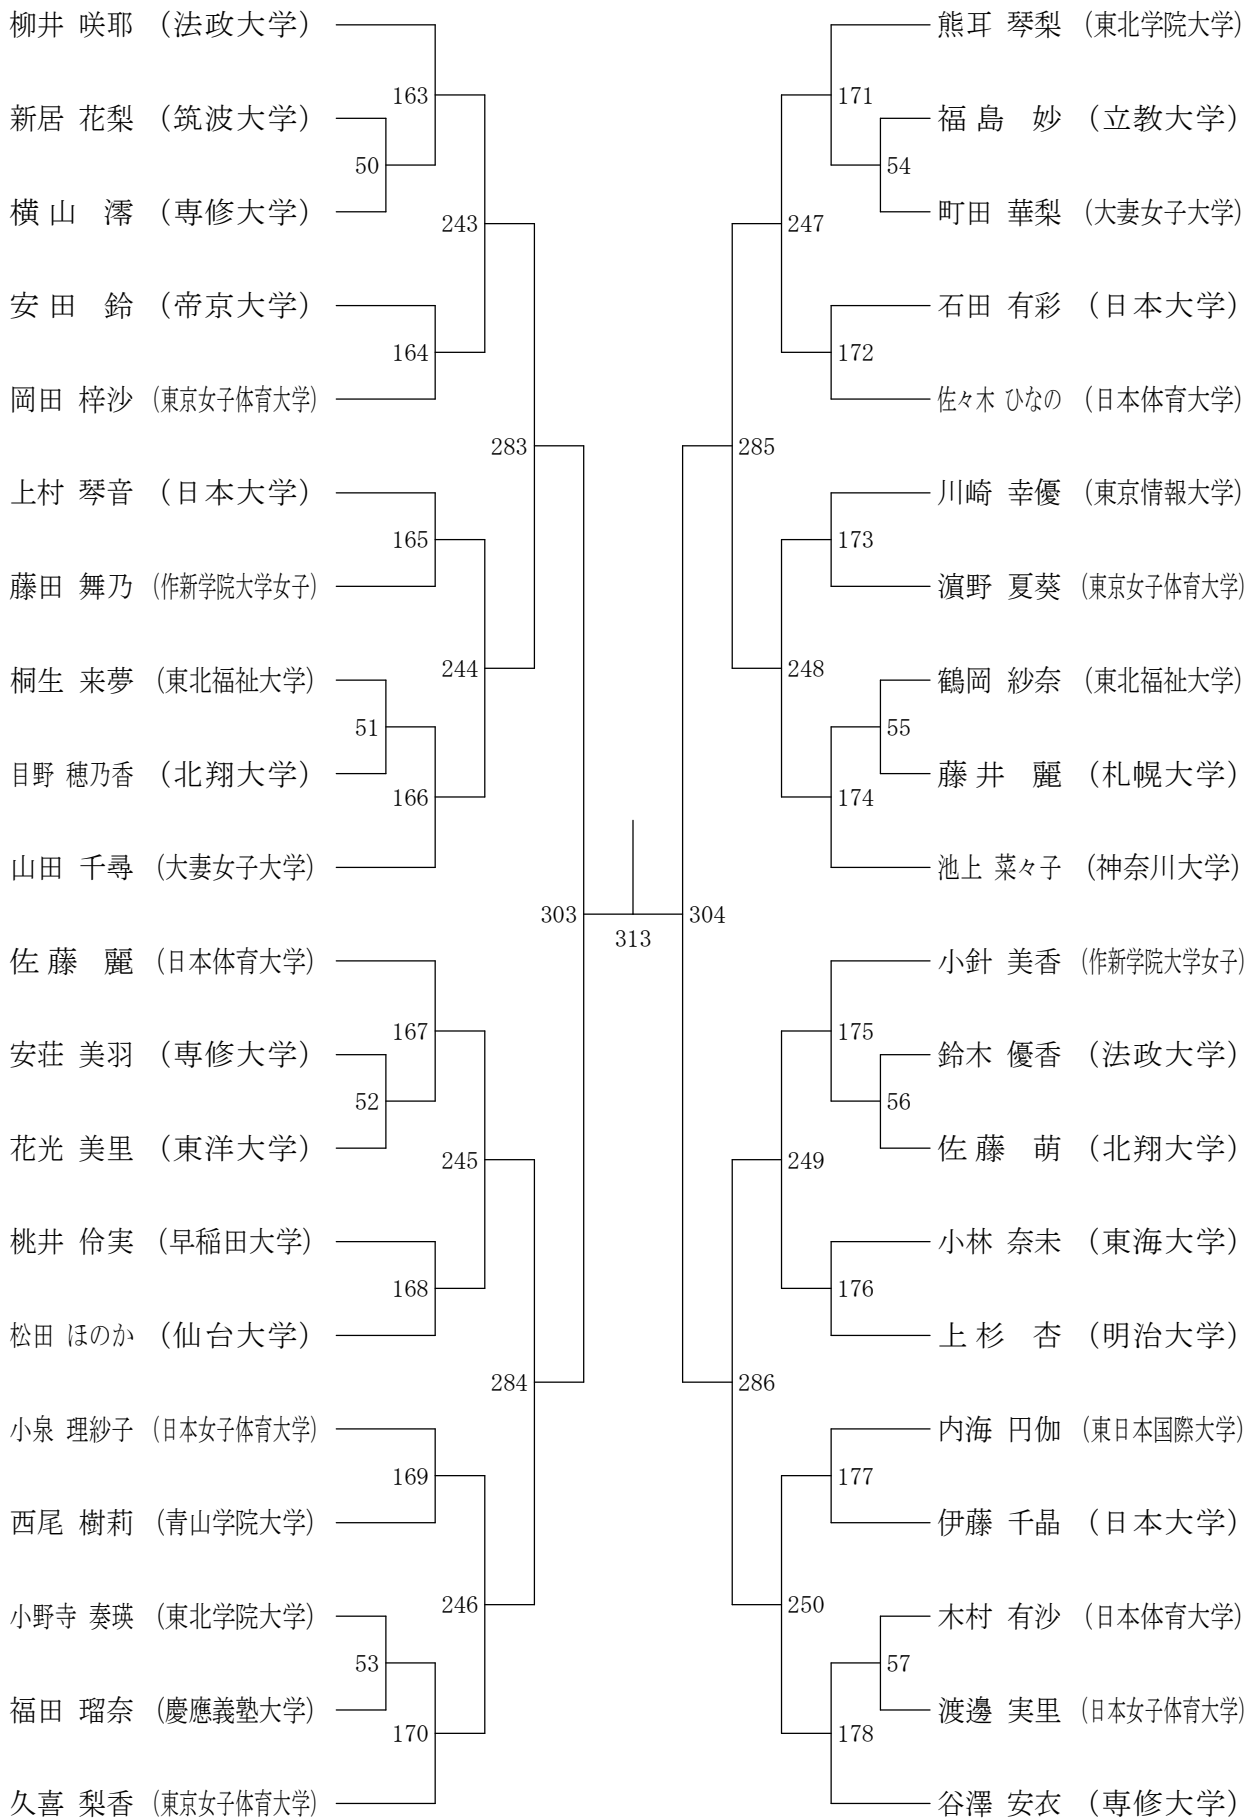 柳井 咲耶 (法政大学)
163
新居 花梨 (筑波大学)
50
横山 澪 (専修大学)
243
安田 鈴 (帝京大学)
164
岡田 梓沙 (東京女子体育大学)
283
上村 琴音 (日本大学)
165
藤田 舞乃 (作新学院大学女子)
244
桐生 来夢 (東北福祉大学)
51
目野 穂乃香 (北翔大学)
166
山田 千尋 (大妻女子大学)
303
佐藤 麗 (日本体育大学)
167
安荘 美羽 (専修大学)
52
花光 美里 (東洋大学)
245
桃井 伶実 (早稲田大学)
168
松田 ほのか (仙台大学)
284
小泉 理紗子 (日本女子体育大学)
169
西尾 樹莉 (青山学院大学)
246
小野寺 奏瑛 (東北学院大学)
53
福田 瑠奈 (慶應義塾大学)
170
久喜 梨香 (東京女子体育大学)
313
熊耳 琴梨 (東北学院大学)
171
福島 妙 (立教大学)
54
町田 華梨 (大妻女子大学)
247
石田 有彩 (日本大学)
172
佐々木 ひなの (日本体育大学)
285
川崎 幸優 (東京情報大学)
173
濵野 夏葵 (東京女子体育大学)
248
鶴岡 紗奈 (東北福祉大学)
55
藤井 麗 (札幌大学)
174
池上 菜々子 (神奈川大学)
304
小針 美香 (作新学院大学女子)
175
鈴木 優香 (法政大学)
56
佐藤 萌 (北翔大学)
249
小林 奈未 (東海大学)
176
上杉 杏 (明治大学)
286
内海 円伽 (東日本国際大学)
177
伊藤 千晶 (日本大学)
250
木村 有沙 (日本体育大学)
57
渡邊 実里 (日本女子体育大学)
178
谷澤 安衣 (専修大学)